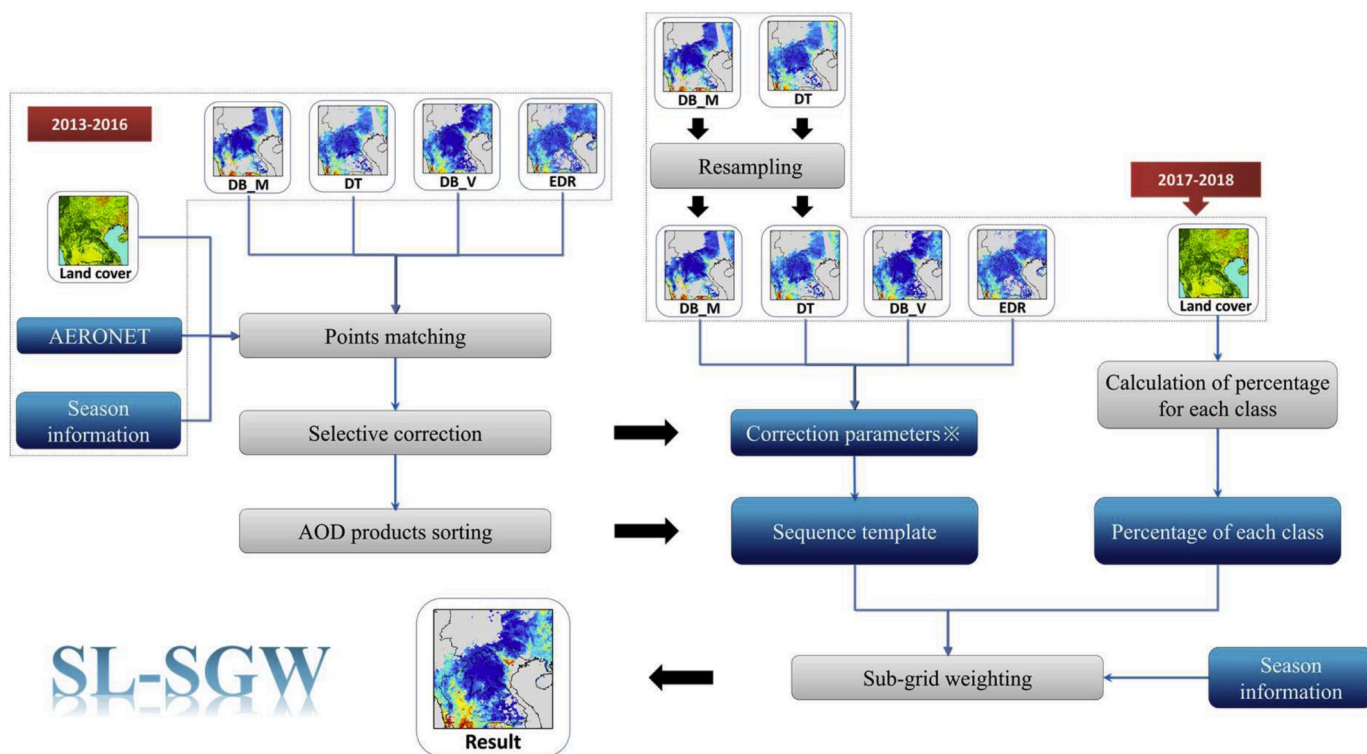 2013-2016
DB_M
DT
DB_V
EDR
Land cover
AERONET
Season
information
Points matching
Selective correction
AOD products sorting
DB_M
DT
Resampling
2017-2018
DB_M
DT
DB_V
EDR
Land cover
Calculation of percentage
for each class
Correction parameters※
Sequence template
Percentage of each class
Sub-grid weighting
Season
information
SL-SGW
Result